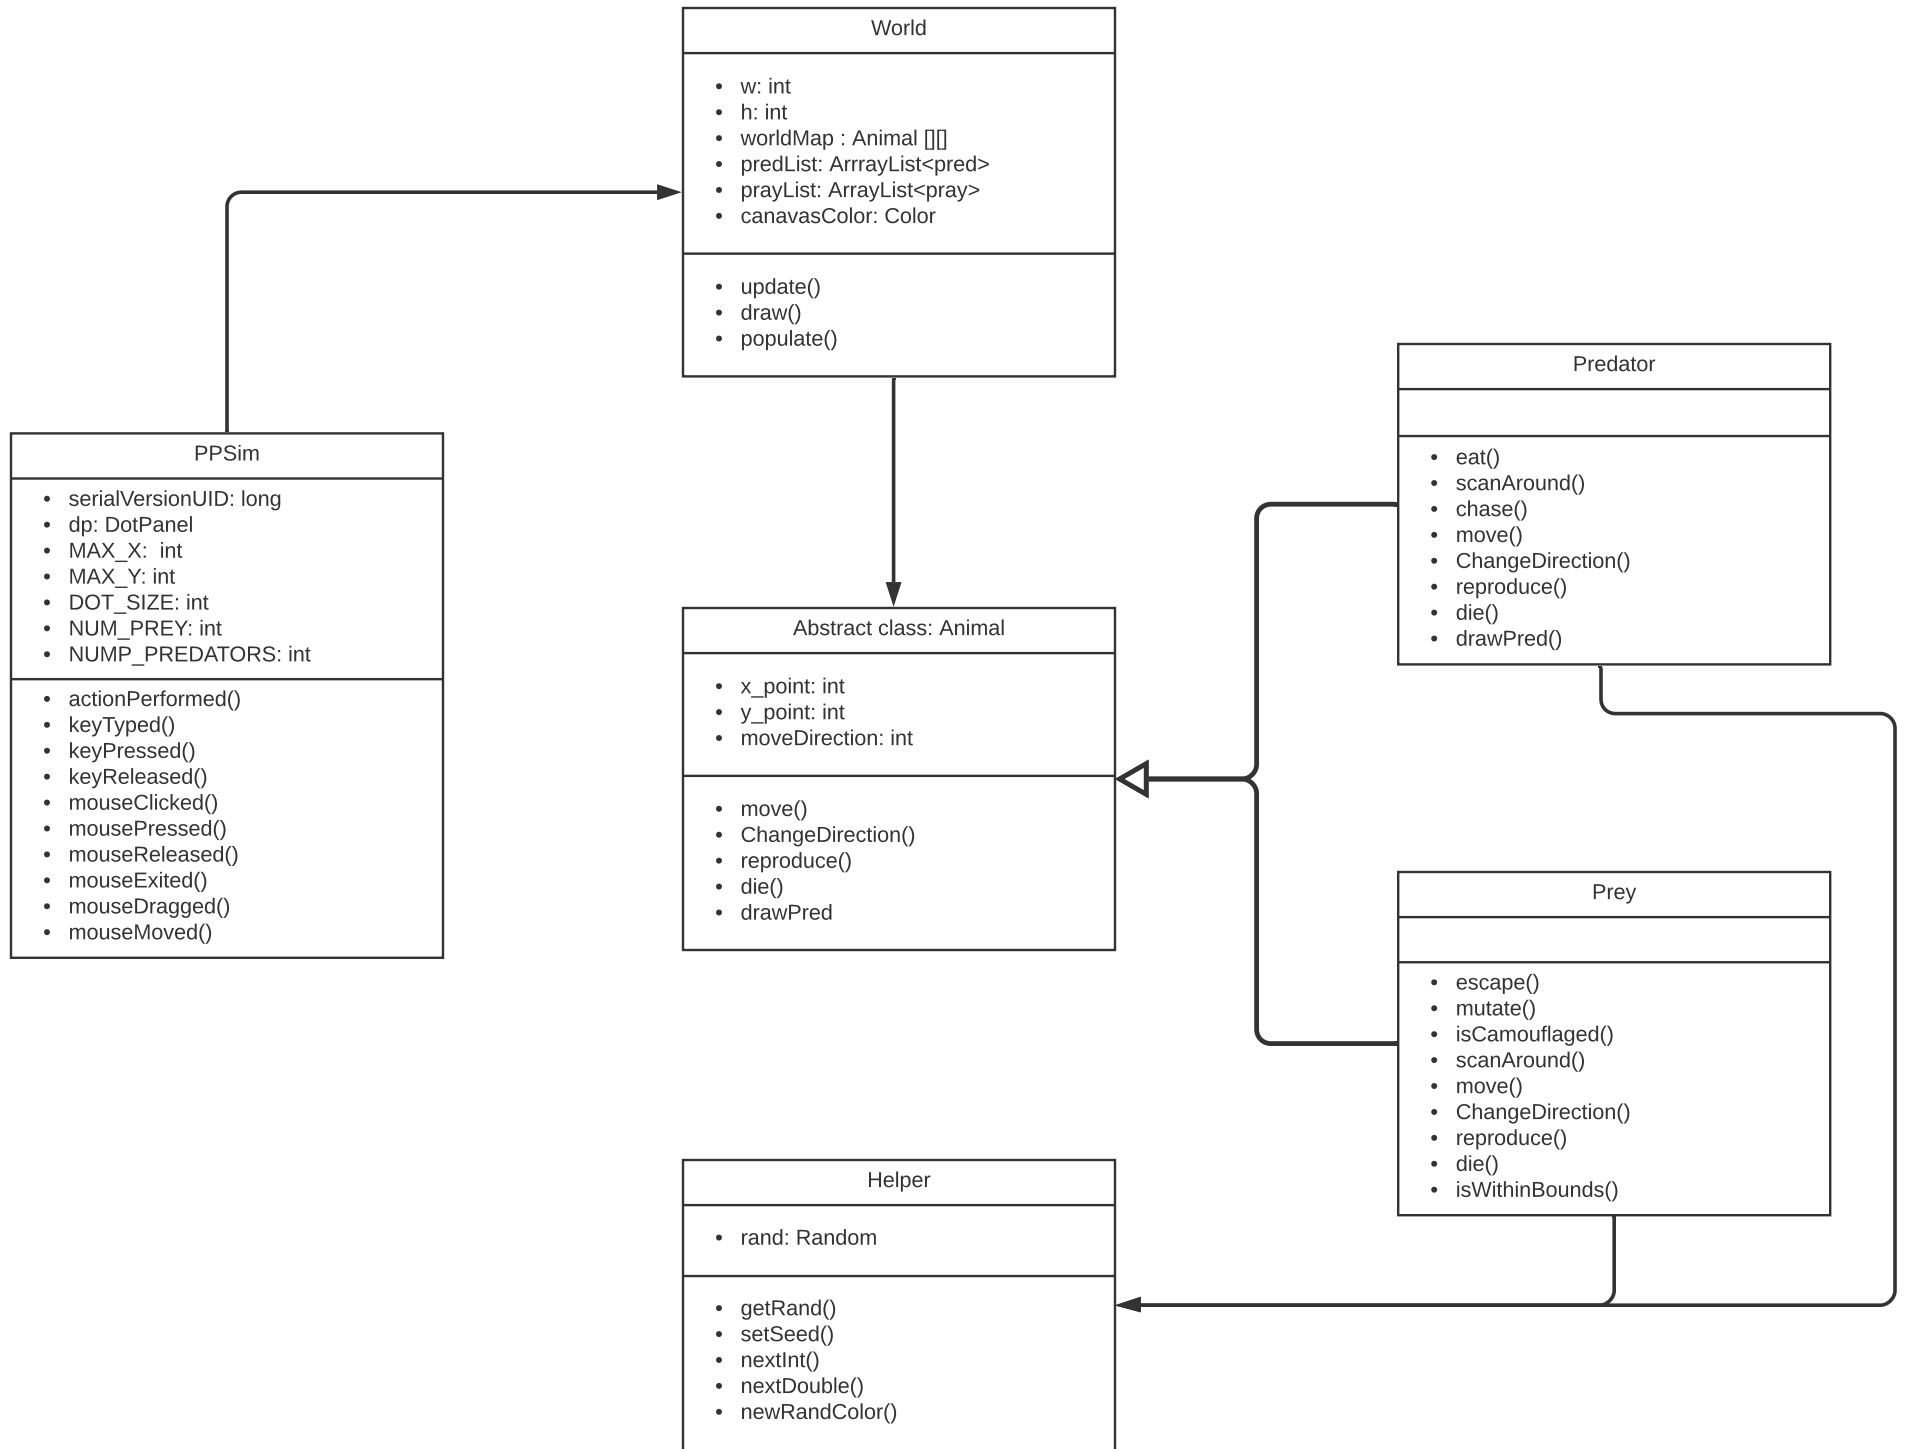 World
• w: int
• h: int
• worldMap : Animal [][]
• predList: ArrrayList<pred>
• prayList: ArrayList<pray>
• canavasColor: Color
• update()
• draw()
• populate()
PPSim
• serialVersionUID: long
• dp: DotPanel
• MAX_X:  int
• MAX_Y: int
• DOT_SIZE: int
• NUM_PREY: int
• NUMP_PREDATORS: int
• actionPerformed()
• keyTyped()
• keyPressed()
• keyReleased()
• mouseClicked()
• mousePressed()
• mouseReleased()
• mouseExited()
• mouseDragged()
• mouseMoved()
Abstract class: Animal
• x_point: int
• y_point: int
• moveDirection: int
• move()
• ChangeDirection()
• reproduce()
• die()
• drawPred
Predator
• eat()
• scanAround()
• chase()
• move()
• ChangeDirection()
• reproduce()
• die()
• drawPred()
Prey
• escape()
• mutate()
• isCamouflaged()
• scanAround()
• move()
• ChangeDirection()
• reproduce()
• die()
• isWithinBounds()
Helper
• rand: Random
• getRand()
• setSeed()
• nextInt()
• nextDouble()
• newRandColor()